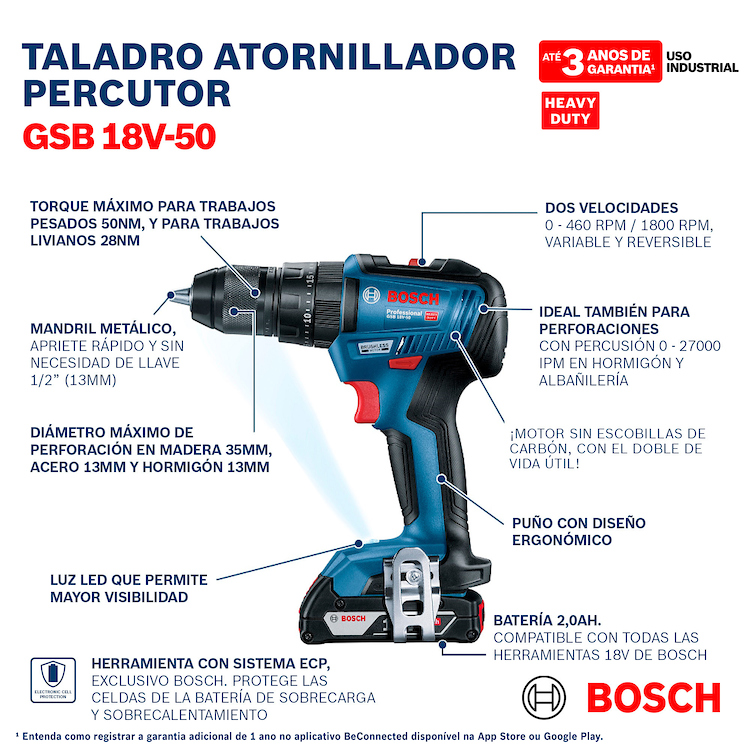 TALADRO ATORNILLADOR
PERCUTOR
GSB 18V-50
ATÉ 3 ANOS DE
GARANTIA¹
USO
INDUSTRIAL
HEAVY
DUTY
TORQUE MÁXIMO PARA TRABAJOS
PESADOS 50NM, Y PARA TRABAJOS
LIVIANOS 28NM
DOS VELOCIDADES
0 - 460 RPM / 1800 RPM,
VARIABLE Y REVERSIBLE
MANDRIL METÁLICO,
APRIETE RÁPIDO Y SIN
NECESIDAD DE LLAVE
1/2” (13MM)
15
10
BOSCH
Professional
GSB 18V-50
BRUSHLESS
IDEAL TAMBIÉN PARA
PERFORACIONES
CON PERCUSIÓN 0 - 27000
IPM EN HORMIGÓN Y
ALBAÑILERÍA
DIÁMETRO MÁXIMO DE
PERFORACIÓN EN MADERA 35MM,
ACERO 13MM Y HORMIGÓN 13MM
¡MOTOR SIN ESCOBILLAS DE
CARBÓN, CON EL DOBLE DE
VIDA ÚTIL!
PUÑO CON DISEÑO
ERGONÓMICO
LUZ LED QUE PERMITE
MAYOR VISIBILIDAD
BOSCH
BATERÍA 2,0AH.
COMPATIBLE CON TODAS LAS
HERRAMIENTAS 18V DE BOSCH
ELECTRONIC CELL
PROTECTION
HERRAMIENTA CON SISTEMA ECP,
EXCLUSIVO BOSCH. PROTEGE LAS
CELDAS DE LA BATERÍA DE SOBRECARGA
Y SOBRECALENTAMIENTO
BOSCH
¹ Entenda como registrar a garantia adicional de 1 ano no aplicativo BeConnected disponível na App Store ou Google Play.